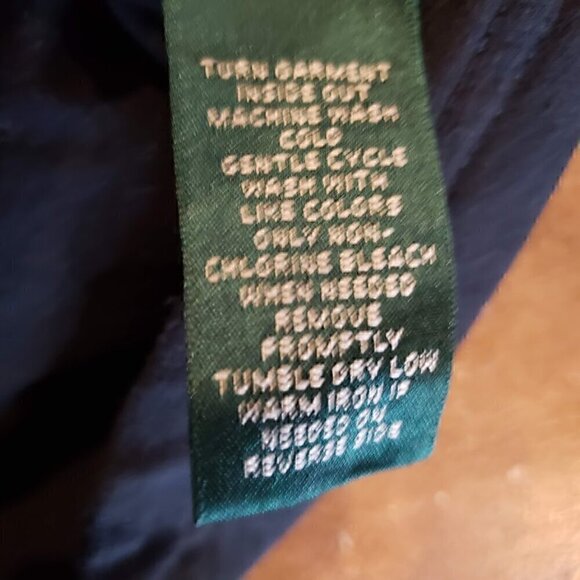 TURN GARMENT
INSIDE OUT
MACHINE WASH
COLD
GENTLE CYCLE
WASH WITH
LIKE COLORS
ONLY NON-
CHLORINE BLEACH
WHEN NEEDED
REMOVE
PROMPTLY
TUMBLE DRY LOW
WARM IRON IF
NEEDED ON
REVERSE SIDE